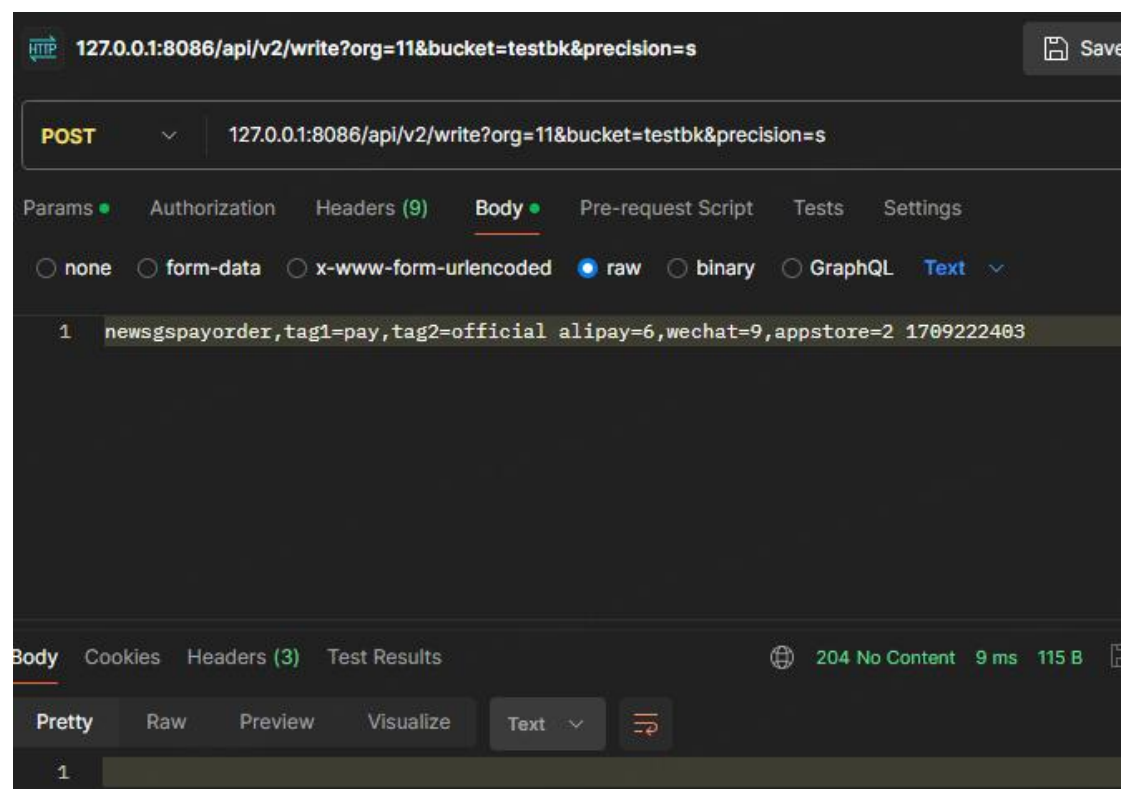 HTTP 127.0.0.1:8086/api/v2/write?org=11&bucket=testbk&precision=s Save
POST 127.0.0.1:8086/api/v2/write?org=11&bucket=testbk&precision=s
Params Authorization Headers (9) Body Pre-request Script Tests Settings
none form-data x-www-form-urlencoded raw binary GraphQL Text
1 newsgspayorder,tag1=pay,tag2=official alipay=6,wechat=9,appstore=2 1709222403
Body Cookies Headers (3) Test Results 204 No Content 9 ms 115 B
Pretty Raw Preview Visualize Text
1